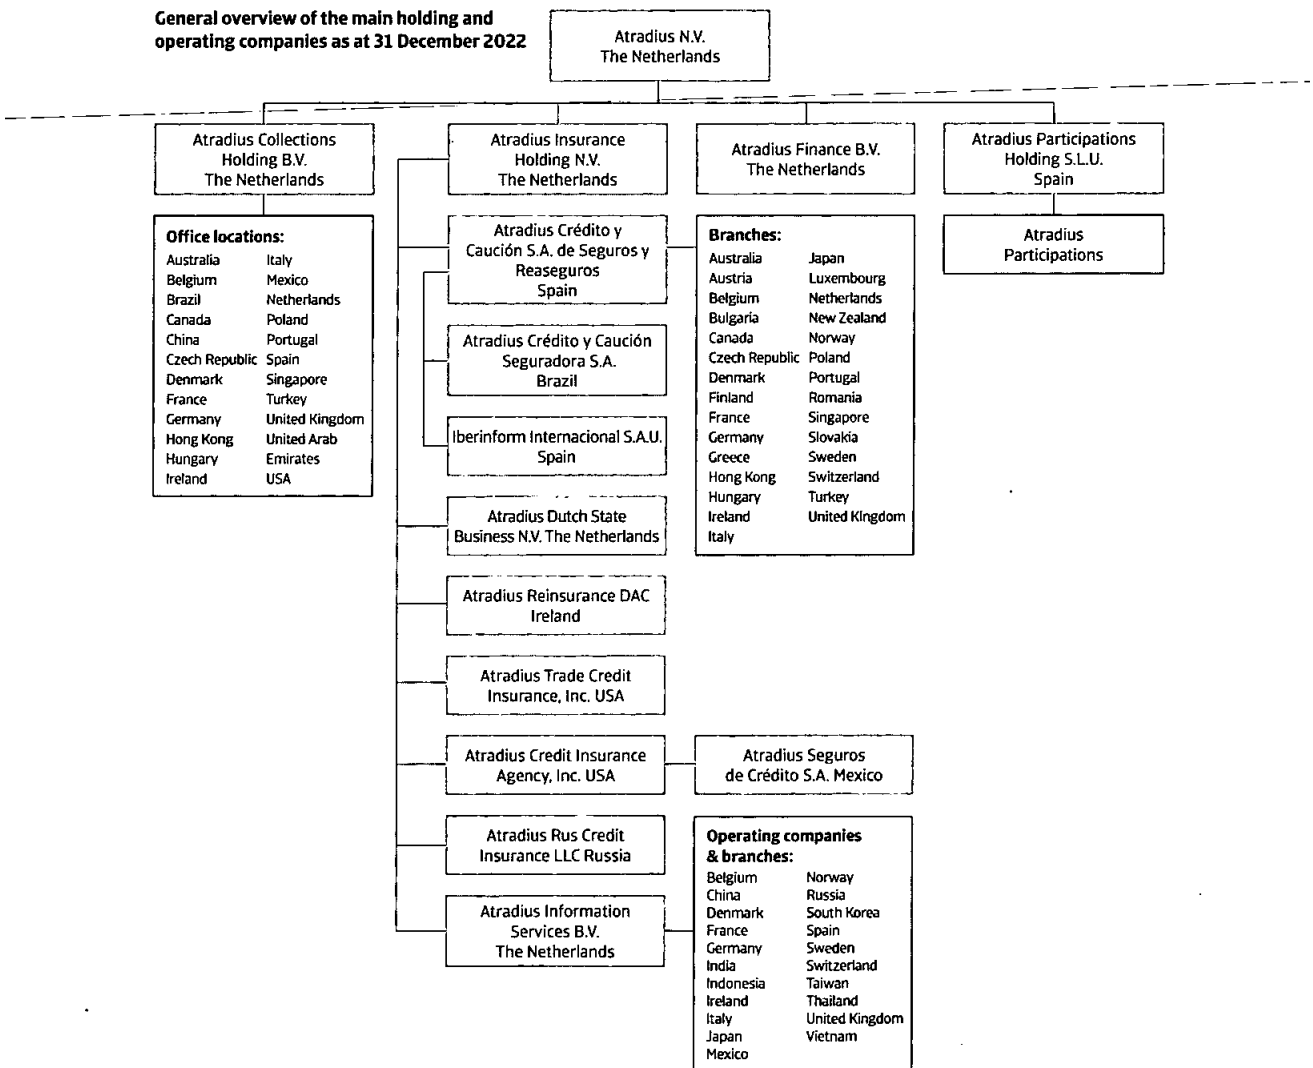 General overview of the main holding and
operating companies as at 31 December 2022
Atradius N.V.
The Netherlands
Atradius Collections
Holding B.V.
The Netherlands
Office locations:
Australia
Belgium
Brazil
Canada
China
Czech Republic
Denmark
France
Germany
Hong Kong
Hungary
Ireland
Italy
Mexico
Netherlands
Poland
Portugal
Spain
Singapore
Turkey
United Kingdom
United Arab
Emirates
USA
Atradius Insurance
Holding N.V.
The Netherlands
Atradius Crédito y
Caución S.A. de Seguros y
Reaseguros
Spain
Atradius Crédito y Caución
Seguradora S.A.
Brazil
Iberinform Internacional S.A.U.
Spain
Atradius Dutch State
Business N.V. The Netherlands
Atradius Reinsurance DAC
Ireland
Atradius Trade Credit
Insurance, Inc. USA
Atradius Credit Insurance
Agency, Inc. USA
Atradius Rus Credit
Insurance LLC Russia
Atradius Information
Services B.V.
The Netherlands
Atradius Finance B.V.
The Netherlands
Branches:
Australia
Austria
Belgium
Bulgaria
Canada
Czech Republic
Denmark
Finland
France
Germany
Greece
Hong Kong
Hungary
Ireland
Italy
Japan
Luxembourg
Netherlands
New Zealand
Norway
Poland
Portugal
Romania
Singapore
Slovakia
Sweden
Switzerland
Turkey
United Kingdom
Atradius Seguros
de Crédito S.A. Mexico
Operating companies
& branches:
Belgium
China
Denmark
France
Germany
India
Indonesia
Ireland
Italy
Japan
Mexico
Norway
Russia
South Korea
Spain
Sweden
Switzerland
Taiwan
Thailand
United Kingdom
Vietnam
Atradius Participations
Holding S.L.U.
Spain
Atradius
Participations